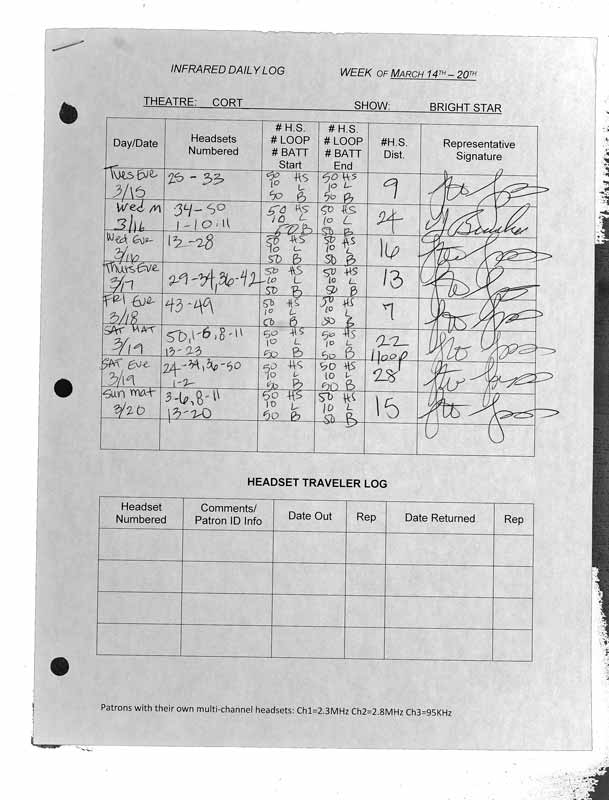 INFRARED DAILY LOG WEEK OF MARCH 14TH – 20TH
THEATRE: CORT SHOW: BRIGHT STAR
Day/Date Headsets Numbered # H.S. # LOOP # BATT Start # H.S. # LOOP # BATT End #H.S. Dist. Representative Signature
Tues Eve 25 - 33 50 HS 50 HS 9
3/15 10 L 10 L
50 B 50 B
Wed M 34-50 50 HS 50 HS 24
3/16 1-10, 11 10 L 10 L
50 B 50 B
Wed Eve 13-28 50 HS 50 HS 16
3/16 10 L 10 L
50 B 50 B
Thurs Eve 29-34, 36-42 50 HS 50 HS 13
3/17 10 L 10 L
50 B 50 B
FRI Eve 43-49 50 HS 50 HS 7
3/18 10 L 10 L
50 B 50 B
SAT MAT 50, 1-6, 8-11 50 HS 50 HS 22
3/19 13-23 10 L 10 L 1 loop
50 B 50 B
SAT Eve 24-34, 36-50 50 HS 50 HS 28
3/19 1-2 10 L 10 L
50 B 50 B
Sun mat 3-6, 8-11 50 HS 50 HS 15
3/20 13-20 10 L 10 L
50 B 50 B
HEADSET TRAVELER LOG
Headset Numbered Comments/ Patron ID Info Date Out Rep Date Returned Rep
Patrons with their own multi-channel headsets: Ch1=2.3MHz Ch2=2.8MHz Ch3=95KHz